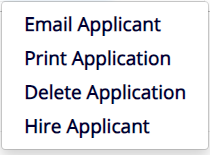 Email Applicant
Print Application
Delete Application
Hire Applicant